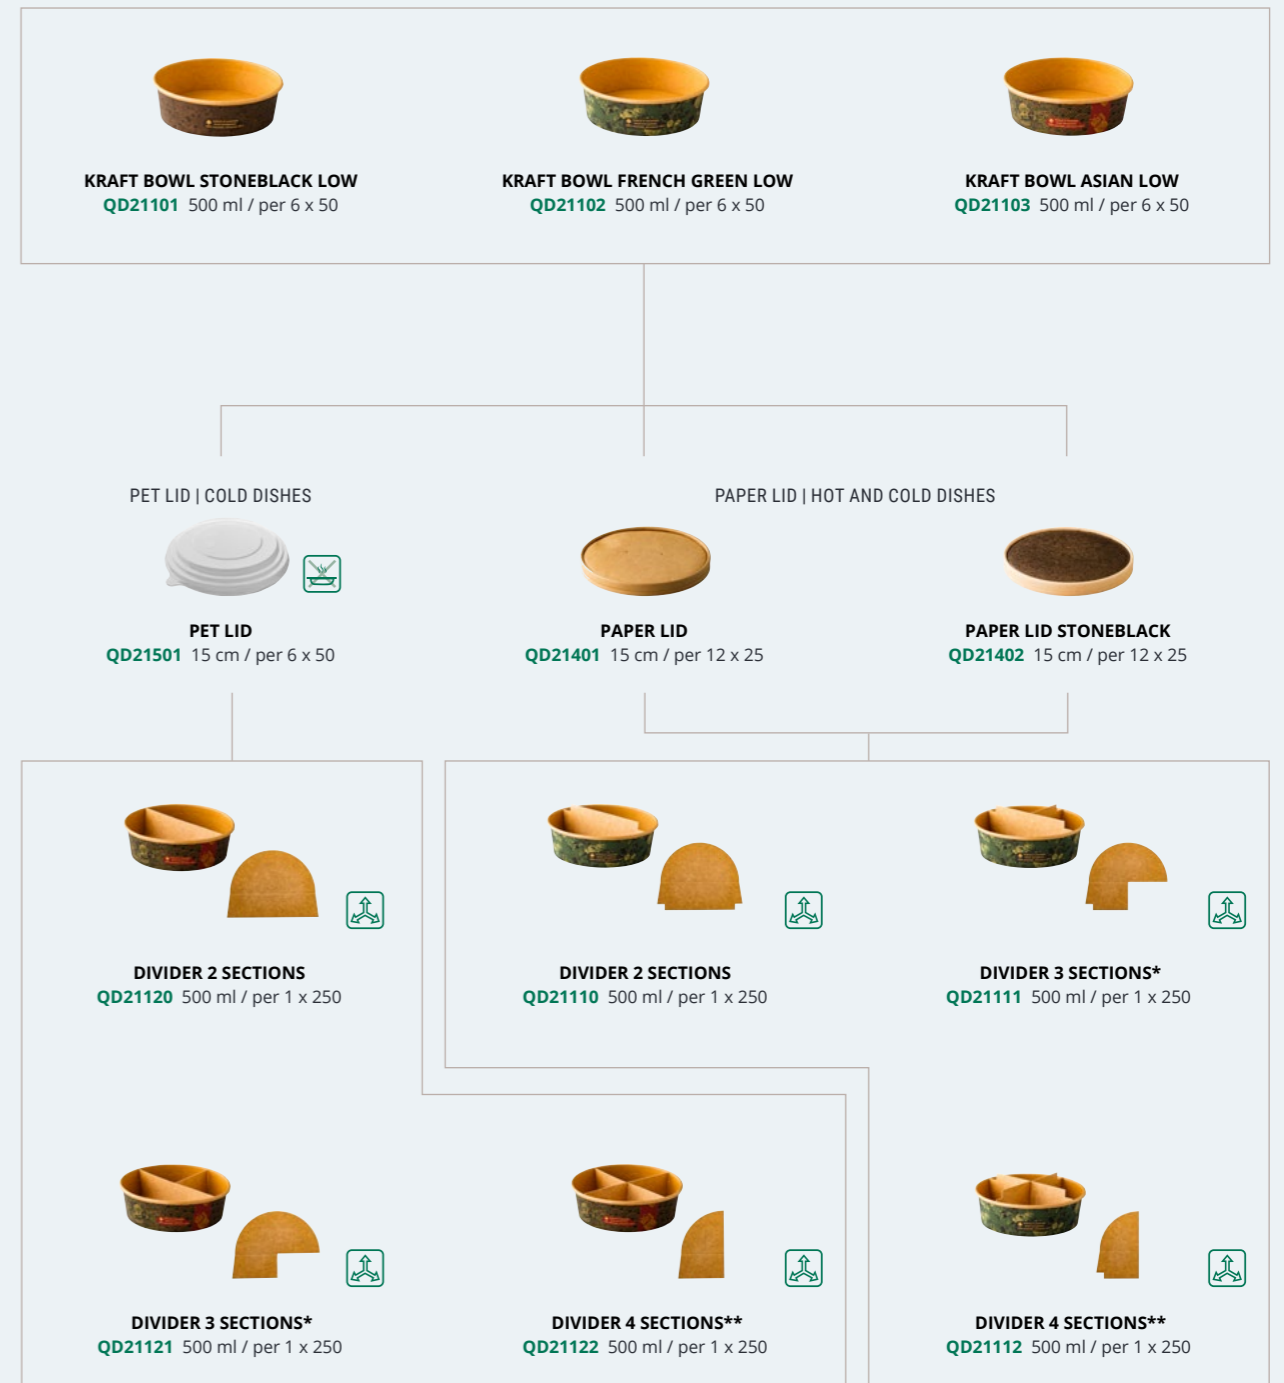 KRAFT BOWL STONEBLACK LOW
QD21101 500 ml / per 6 x 50
KRAFT BOWL FRENCH GREEN LOW
QD21102 500 ml / per 6 x 50
KRAFT BOWL ASIAN LOW
QD21103 500 ml / per 6 x 50
PET LID | COLD DISHES
PAPER LID | HOT AND COLD DISHES
PET LID
QD21501 15 cm / per 6 x 50
PAPER LID
QD21401 15 cm / per 12 x 25
PAPER LID STONEBLACK
QD21402 15 cm / per 12 x 25
DIVIDER 2 SECTIONS
QD21120 500 ml / per 1 x 250
DIVIDER 2 SECTIONS
QD21110 500 ml / per 1 x 250
DIVIDER 3 SECTIONS*
QD21111 500 ml / per 1 x 250
DIVIDER 3 SECTIONS*
QD21121 500 ml / per 1 x 250
DIVIDER 4 SECTIONS**
QD21122 500 ml / per 1 x 250
DIVIDER 4 SECTIONS**
QD21112 500 ml / per 1 x 250